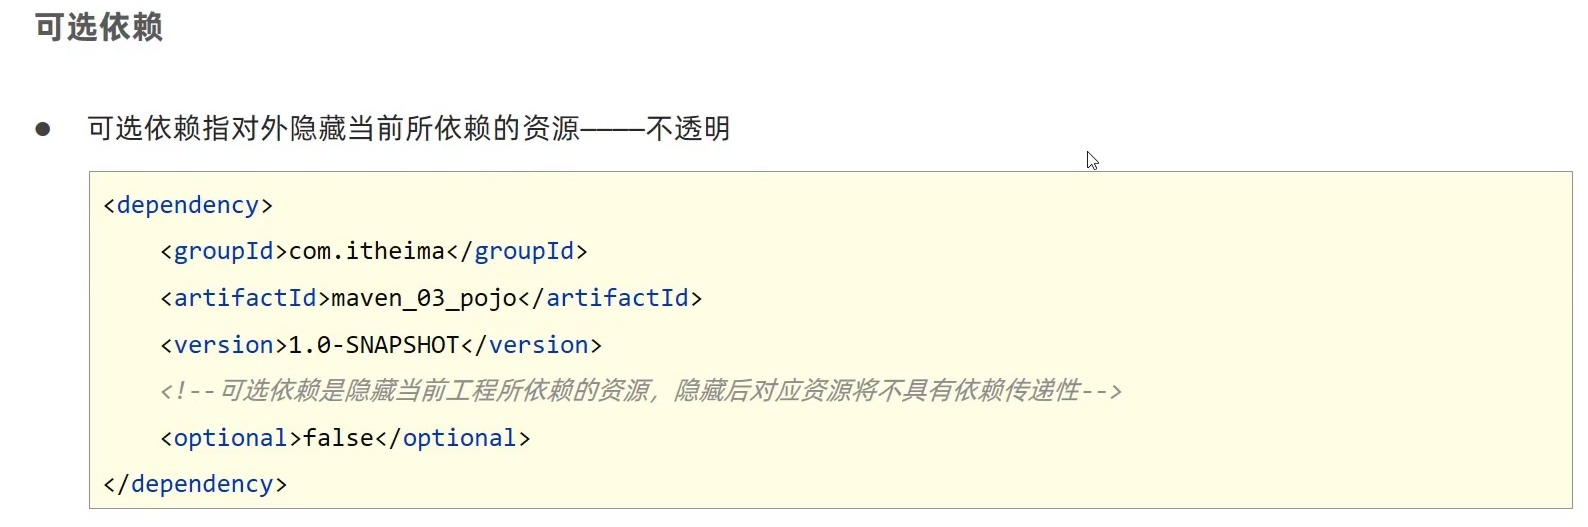 可选依赖
● 可选依赖指对外隐藏当前所依赖的资源————不透明
<dependency>
    <groupId>com.itheima</groupId>
    <artifactId>maven_03_pojo</artifactId>
    <version>1.0-SNAPSHOT</version>
    <!--可选依赖是隐藏当前工程所依赖的资源，隐藏后对应资源将不具有依赖传递性-->
    <optional>false</optional>
</dependency>